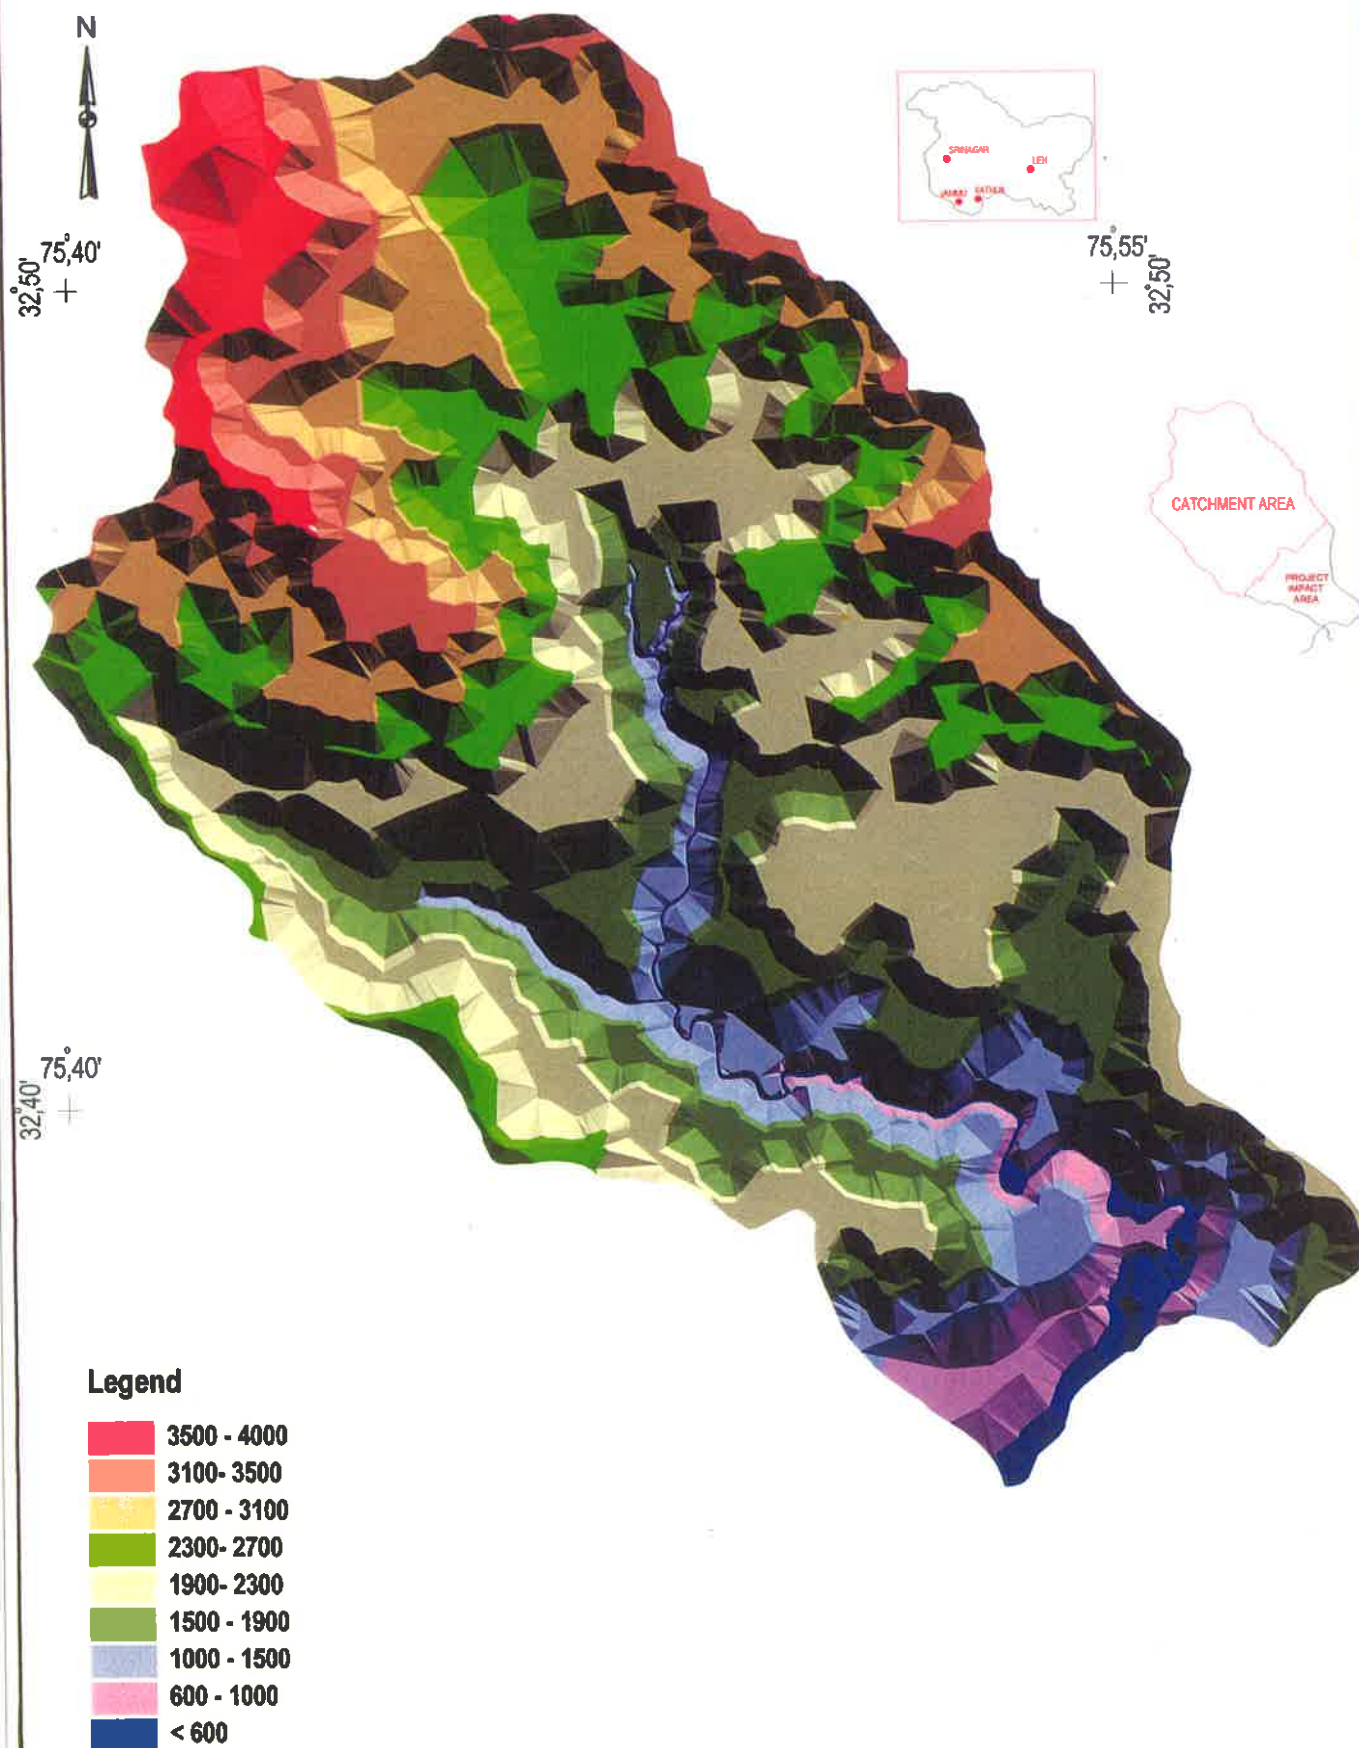 N
SRINAGAR
LEH
JAMMU KATHUA
75°,40'
32°,50'
75°,55'
32°,50'
CATCHMENT AREA
PROJECT
IMPACT
AREA
75°,40'
32°,40'
Legend
3500 - 4000
3100- 3500
2700 - 3100
2300- 2700
1900- 2300
1500 - 1900
1000 - 1500
600 - 1000
< 600